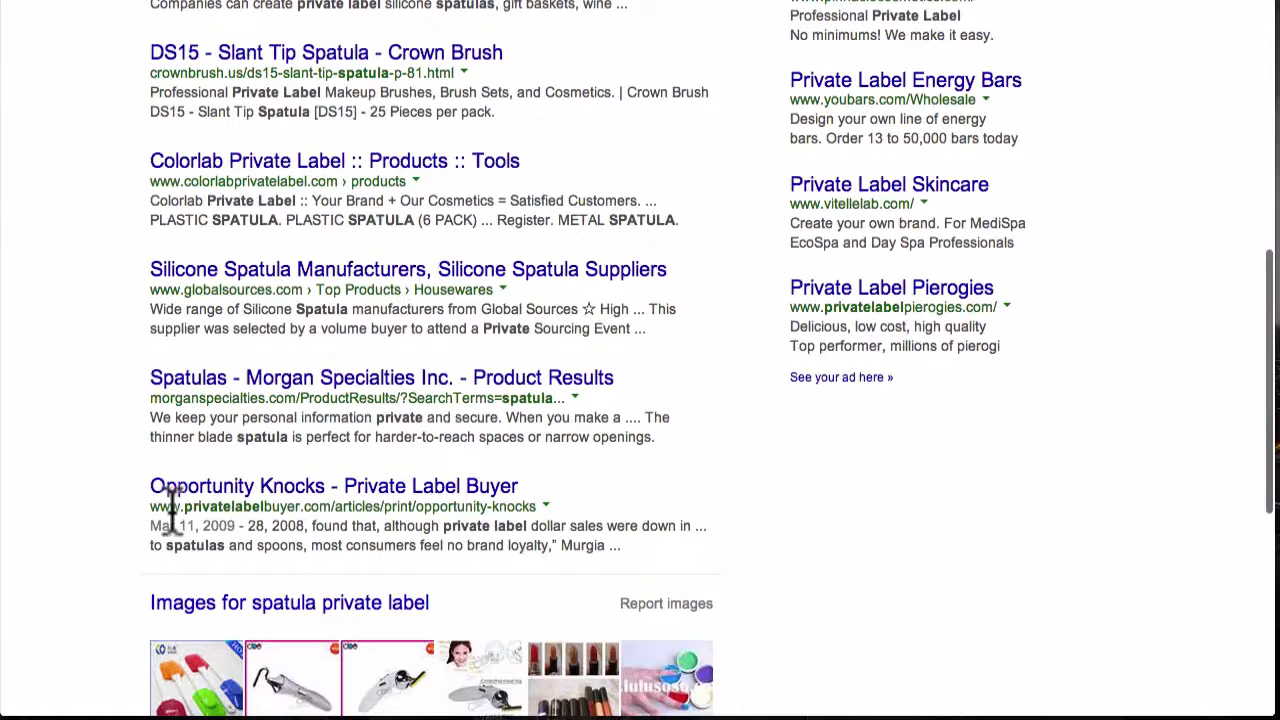 Companies can create private label silicone spatulas, gift baskets, wine ...
DS15 - Slant Tip Spatula - Crown Brush
crownbrush.us/ds15-slant-tip-spatula-p-81.html
Professional Private Label Makeup Brushes, Brush Sets, and Cosmetics. | Crown Brush
DS15 - Slant Tip Spatula [DS15] - 25 Pieces per pack.
Colorlab Private Label :: Products :: Tools
www.colorlabprivatelabel.com › products
Colorlab Private Label :: Your Brand + Our Cosmetics = Satisfied Customers. ...
PLASTIC SPATULA. PLASTIC SPATULA (6 PACK) ... Register. METAL SPATULA.
Silicone Spatula Manufacturers, Silicone Spatula Suppliers
www.globalsources.com › Top Products › Housewares
Wide range of Silicone Spatula manufacturers from Global Sources ☆ High ... This
supplier was selected by a volume buyer to attend a Private Sourcing Event ...
Spatulas - Morgan Specialties Inc. - Product Results
morganspecialties.com/ProductResults/?SearchTerms=spatula...
We keep your personal information private and secure. When you make a .... The
thinner blade spatula is perfect for harder-to-reach spaces or narrow openings.
Opportunity Knocks - Private Label Buyer
www.privatelabelbuyer.com/articles/print/opportunity-knocks
Mar 11, 2009 - 28, 2008, found that, although private label dollar sales were down in ...
to spatulas and spoons, most consumers feel no brand loyalty," Murgia ...
Images for spatula private label
Report images
Professional Private Label
No minimums! We make it easy.
Private Label Energy Bars
www.youbars.com/Wholesale
Design your own line of energy
bars. Order 13 to 50,000 bars today
Private Label Skincare
www.vitellelab.com/
Create your own brand. For MediSpa
EcoSpa and Day Spa Professionals
Private Label Pierogies
www.privatelabelpierogies.com/
Delicious, low cost, high quality
Top performer, millions of pierogi
See your ad here »